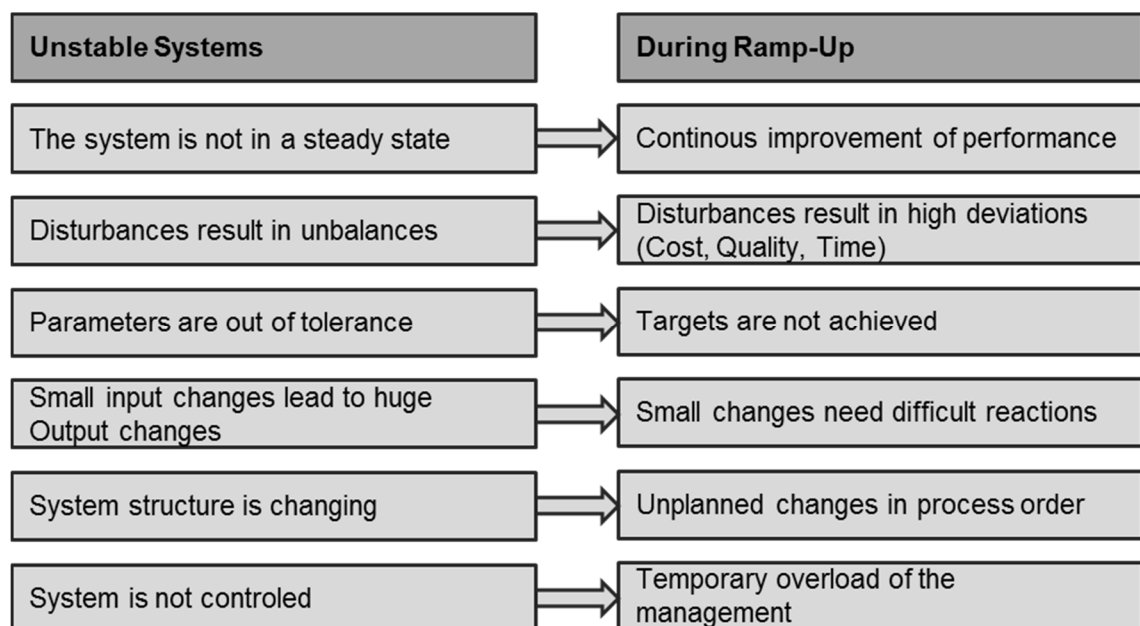 Unstable Systems
During Ramp-Up
The system is not in a steady state
Continous improvement of performance
Disturbances result in unbalances
Disturbances result in high deviations
(Cost, Quality, Time)
Parameters are out of tolerance
Targets are not achieved
Small input changes lead to huge
Output changes
Small changes need difficult reactions
System structure is changing
Unplanned changes in process order
System is not controled
Temporary overload of the
management